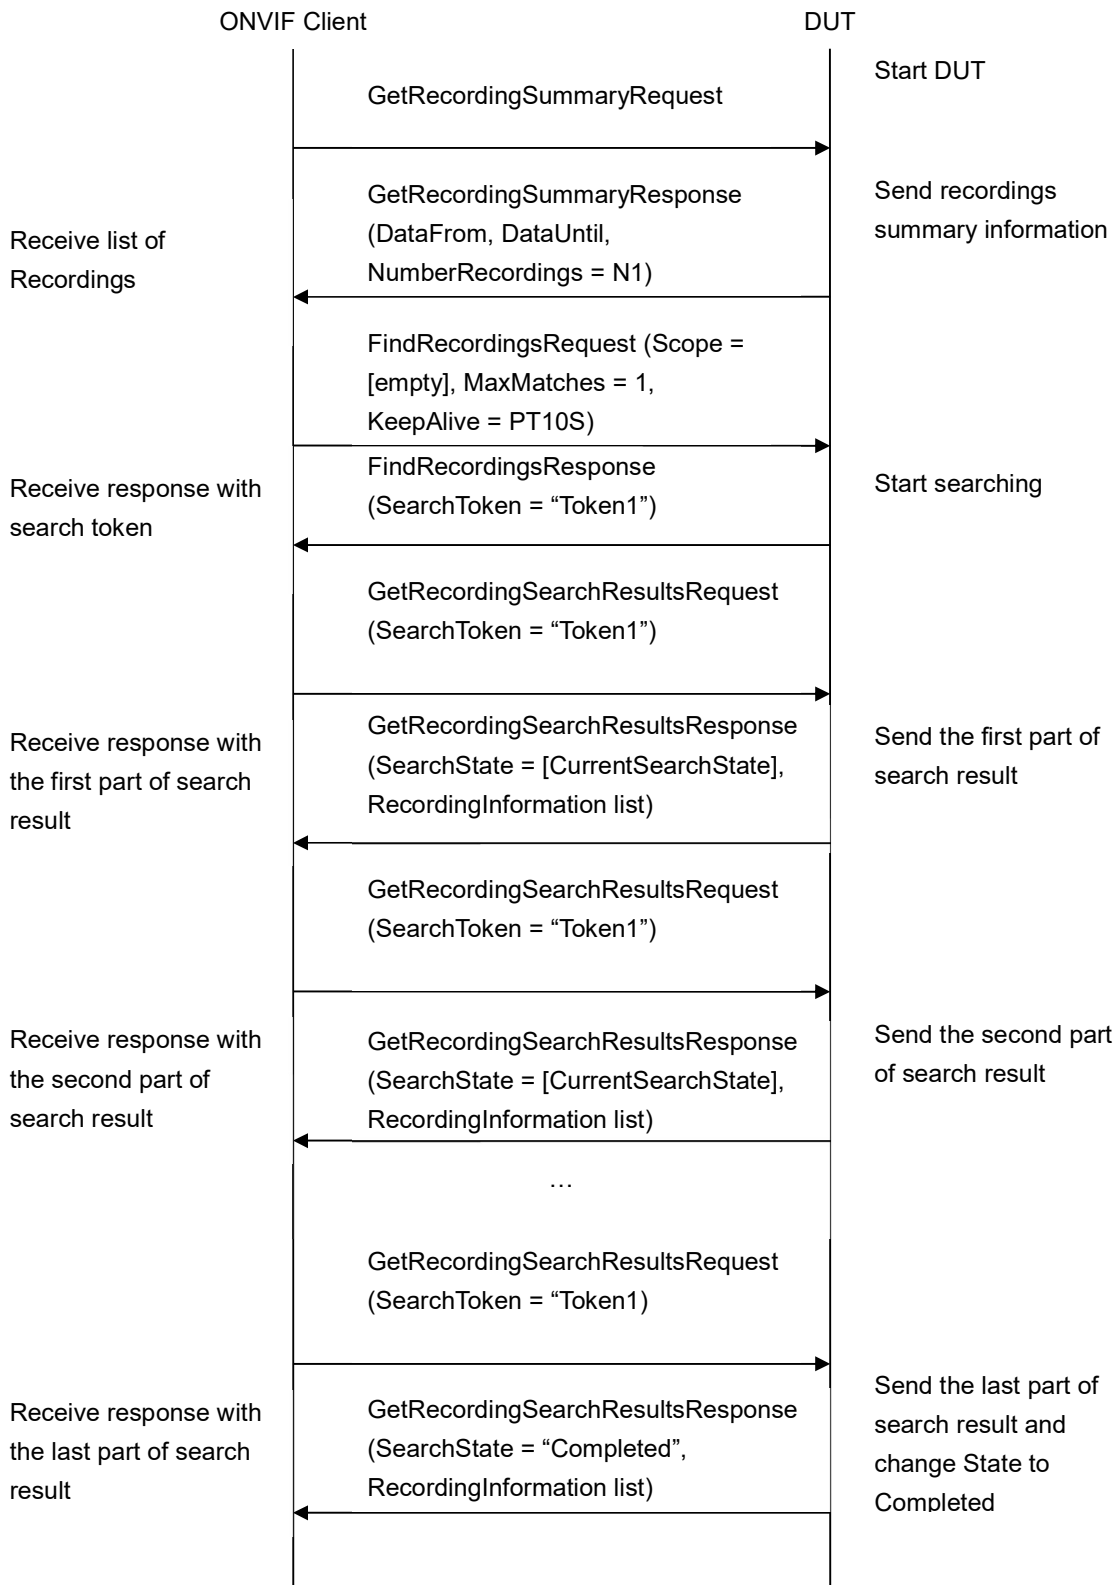 ONVIF Client
DUT
Start DUT
GetRecordingSummaryRequest
GetRecordingSummaryResponse
(DataFrom, DataUntil,
NumberRecordings = N1)
Send recordings
summary information
Receive list of
Recordings
FindRecordingsRequest (Scope =
[empty], MaxMatches = 1,
KeepAlive = PT10S)
FindRecordingsResponse
(SearchToken = “Token1”)
Start searching
Receive response with
search token
GetRecordingSearchResultsRequest
(SearchToken = “Token1”)
GetRecordingSearchResultsResponse
(SearchState = [CurrentSearchState],
RecordingInformation list)
Send the first part of
search result
Receive response with
the first part of search
result
GetRecordingSearchResultsRequest
(SearchToken = “Token1”)
GetRecordingSearchResultsResponse
(SearchState = [CurrentSearchState],
RecordingInformation list)
Send the second part
of search result
Receive response with
the second part of
search result
…
GetRecordingSearchResultsRequest
(SearchToken = “Token1)
GetRecordingSearchResultsResponse
(SearchState = “Completed”,
RecordingInformation list)
Send the last part of
search result and
change State to
Completed
Receive response with
the last part of search
result